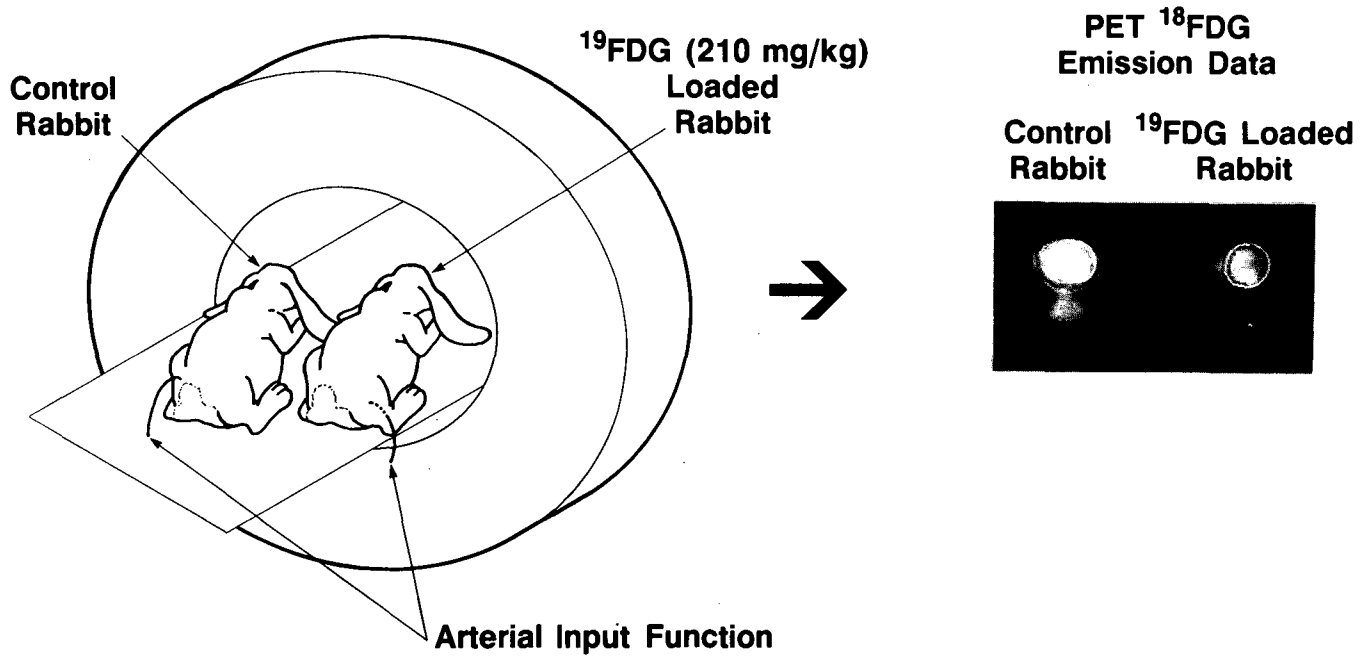 Control
Rabbit
¹⁹FDG (210 mg/kg)
Loaded
Rabbit
Arterial Input Function
PET ¹⁸FDG
Emission Data
Control
Rabbit
¹⁹FDG Loaded
Rabbit